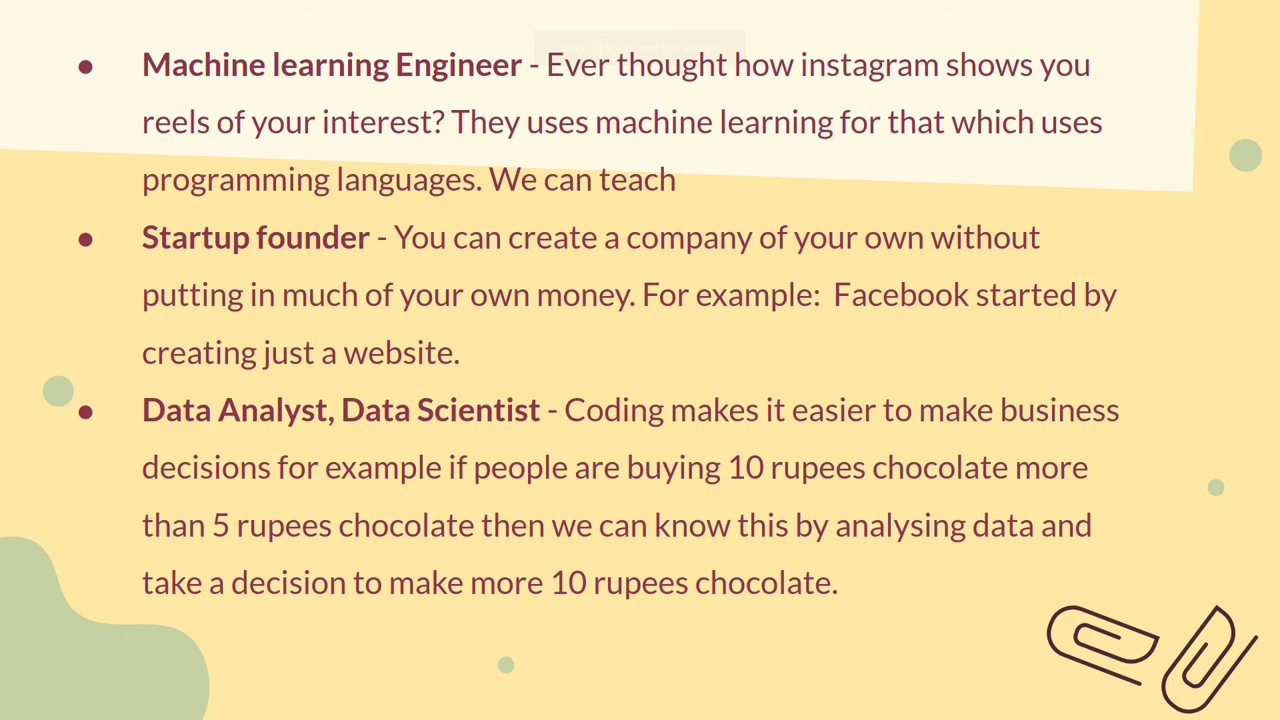 ● Machine learning Engineer - Ever thought how instagram shows you
reels of your interest? They uses machine learning for that which uses
programming languages. We can teach
● Startup founder - You can create a company of your own without
putting in much of your own money. For example:  Facebook started by
creating just a website.
● Data Analyst, Data Scientist - Coding makes it easier to make business
decisions for example if people are buying 10 rupees chocolate more
than 5 rupees chocolate then we can know this by analysing data and
take a decision to make more 10 rupees chocolate.